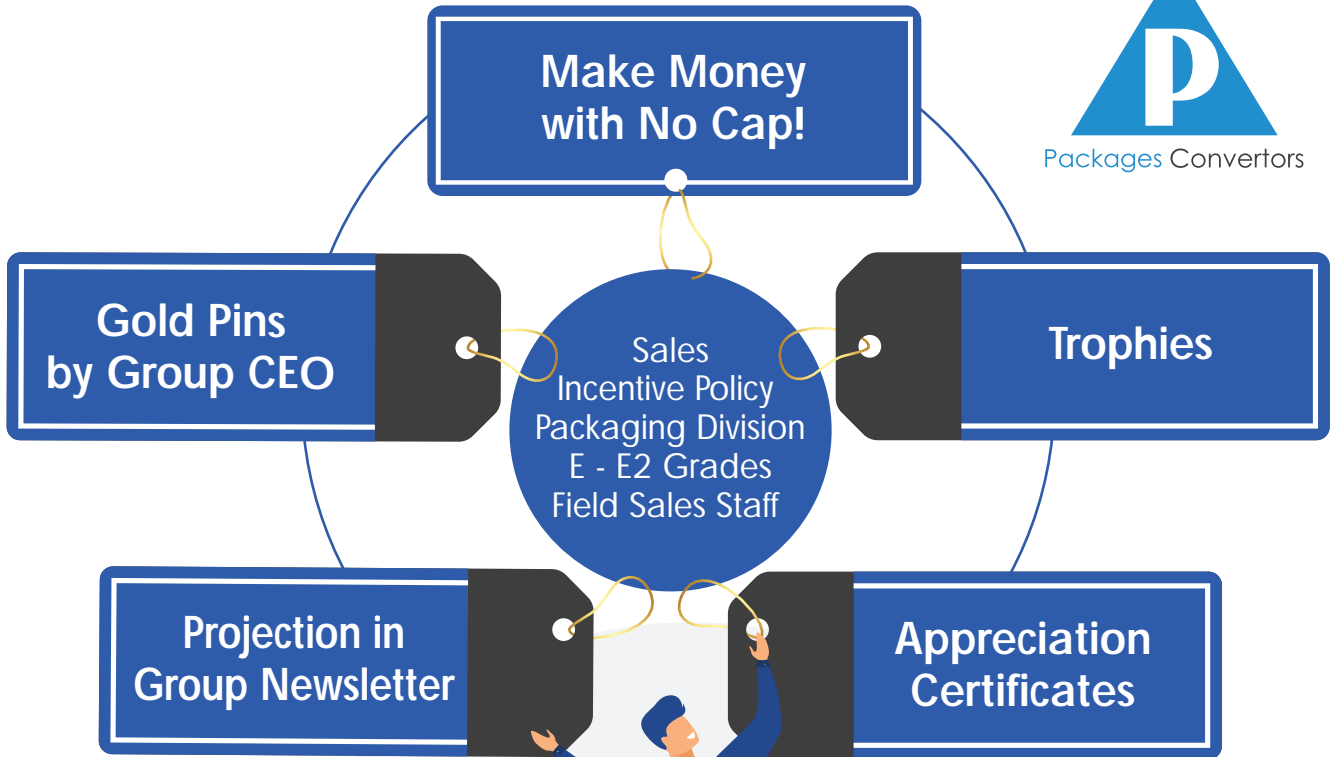 Make Money
with No Cap!
P
Packages Convertors
Gold Pins
by Group CEO
Trophies
Sales
Incentive Policy
Packaging Division
E - E2 Grades
Field Sales Staff
Projection in
Group Newsletter
Appreciation
Certificates